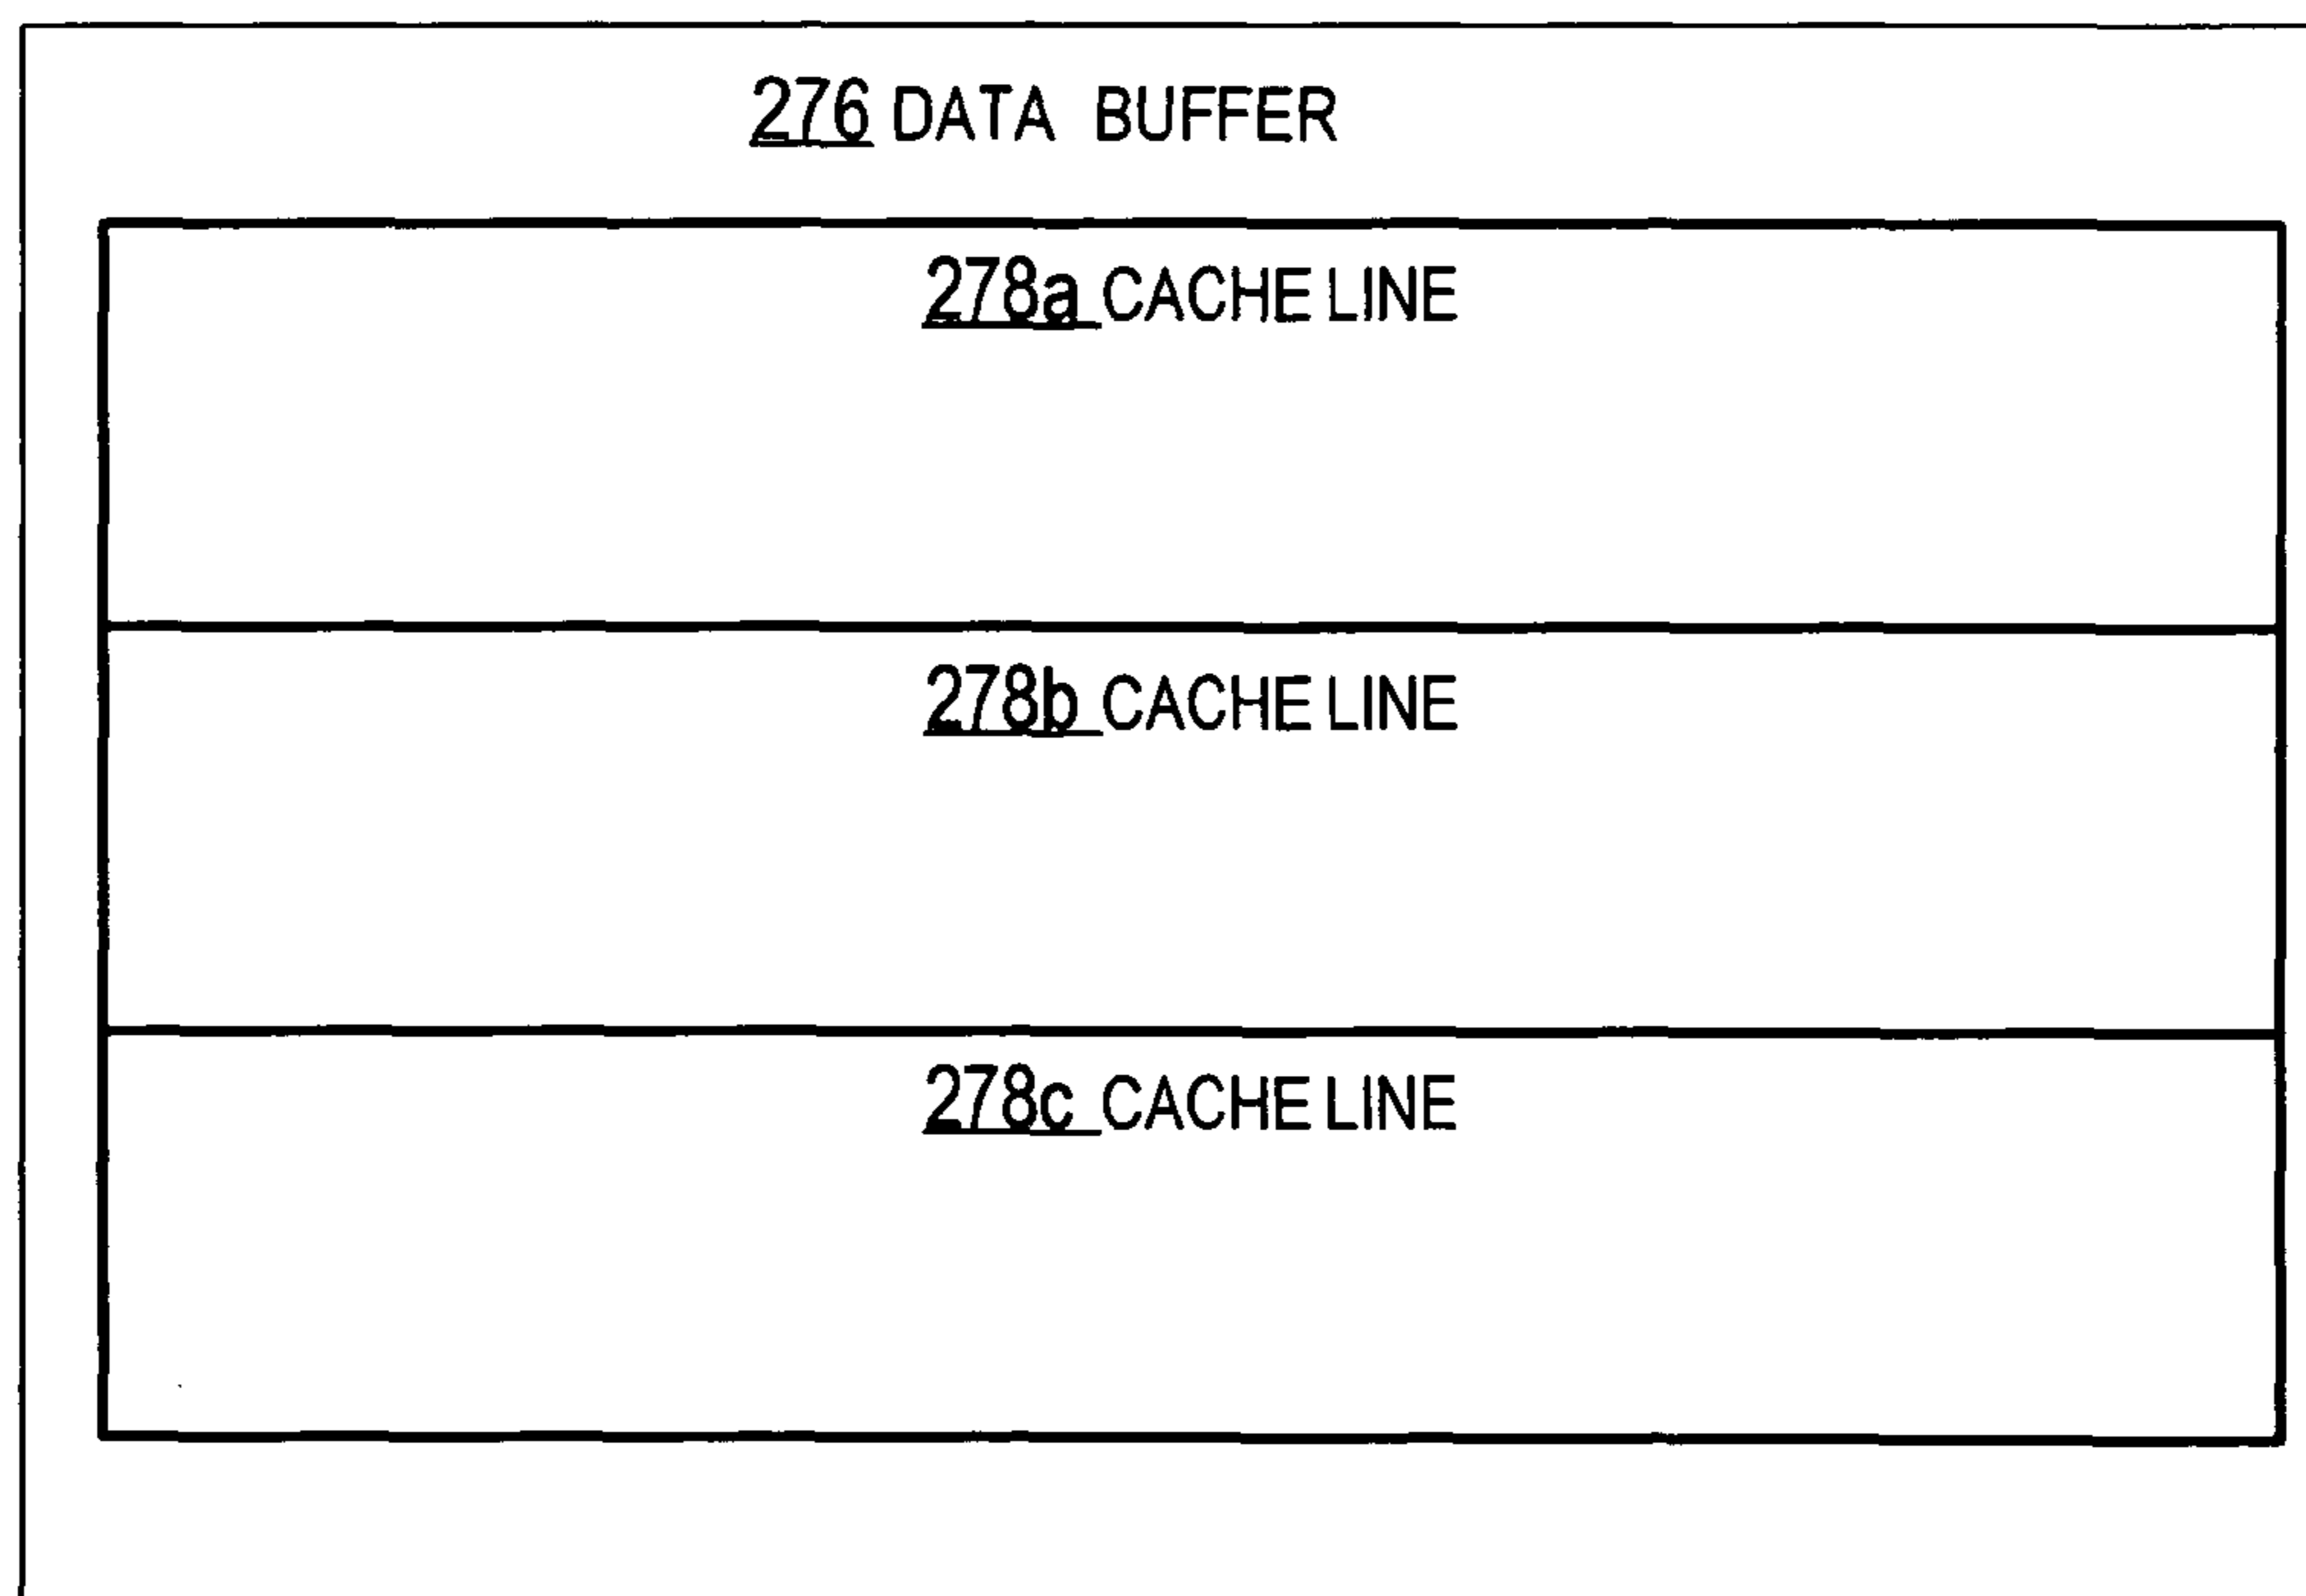 276 DATA BUFFER
278a CACHE LINE
278b CACHE LINE
278c CACHE LINE